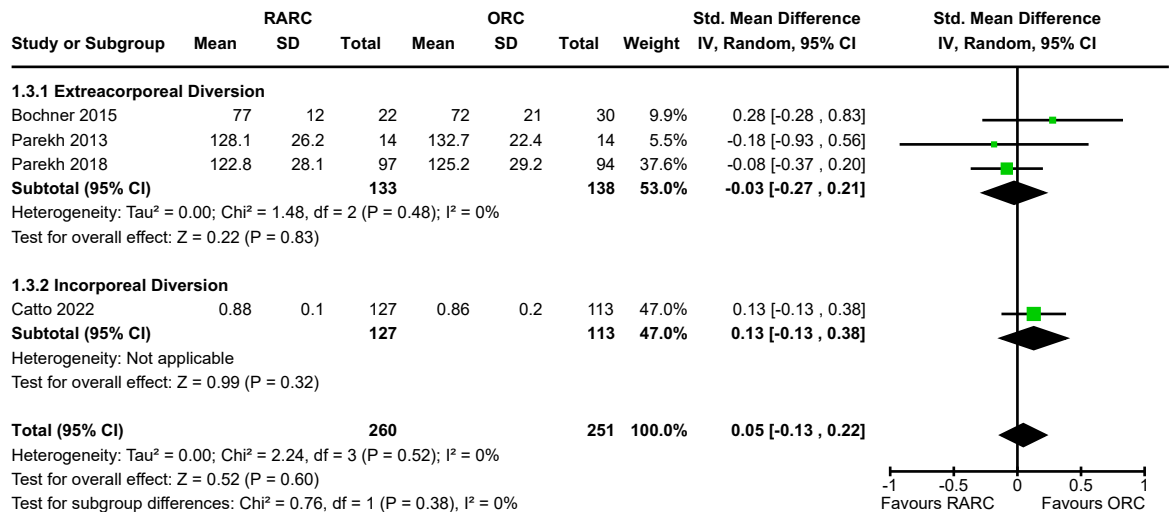 RARC ORC Std. Mean Difference Std. Mean Difference
Study or Subgroup Mean SD Total Mean SD Total Weight IV, Random, 95% CI IV, Random, 95% CI
1.3.1 Extreacorporeal Diversion
Bochner 2015 77 12 22 72 21 30 9.9% 0.28 [-0.28 , 0.83]
Parekh 2013 128.1 26.2 14 132.7 22.4 14 5.5% -0.18 [-0.93 , 0.56]
Parekh 2018 122.8 28.1 97 125.2 29.2 94 37.6% -0.08 [-0.37 , 0.20]
Subtotal (95% CI) 133 138 53.0% -0.03 [-0.27 , 0.21]
Heterogeneity: Tau² = 0.00; Chi² = 1.48, df = 2 (P = 0.48); I² = 0%
Test for overall effect: Z = 0.22 (P = 0.83)
1.3.2 Incorporeal Diversion
Catto 2022 0.88 0.1 127 0.86 0.2 113 47.0% 0.13 [-0.13 , 0.38]
Subtotal (95% CI) 127 113 47.0% 0.13 [-0.13 , 0.38]
Heterogeneity: Not applicable
Test for overall effect: Z = 0.99 (P = 0.32)
Total (95% CI) 260 251 100.0% 0.05 [-0.13 , 0.22]
Heterogeneity: Tau² = 0.00; Chi² = 2.24, df = 3 (P = 0.52); I² = 0%
Test for overall effect: Z = 0.52 (P = 0.60)
Test for subgroup differences: Chi² = 0.76, df = 1 (P = 0.38), I² = 0%
-1 -0.5 0 0.5 1
Favours RARC Favours ORC